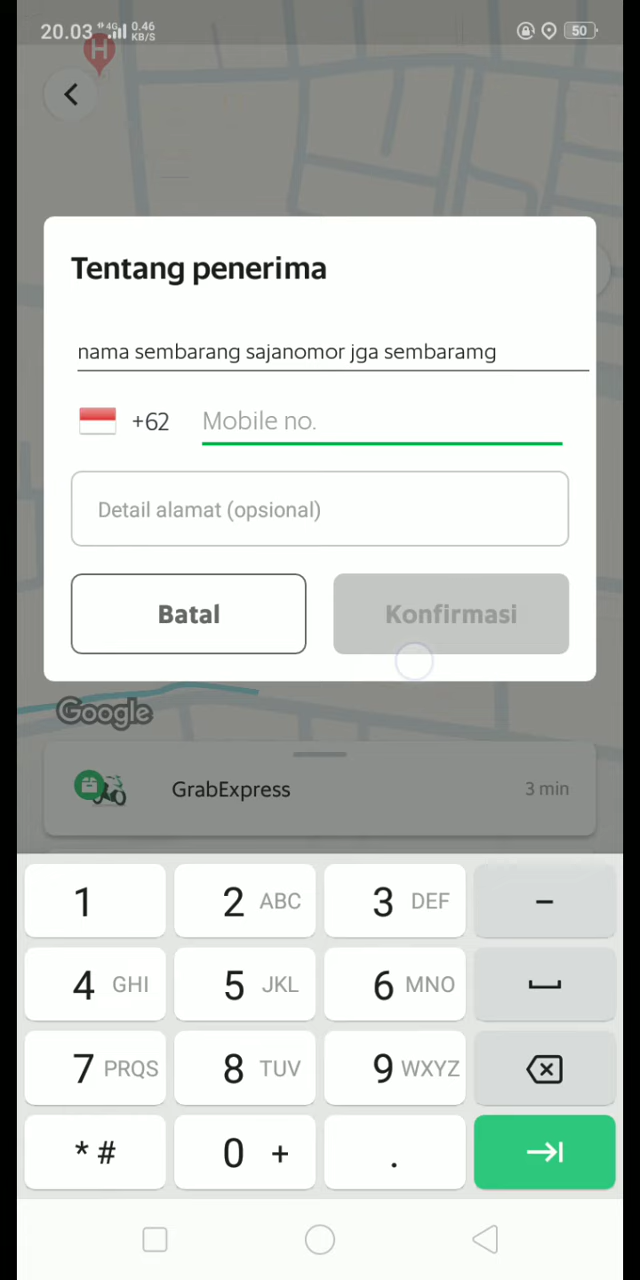 20.03 4G 0.46 KB/S 50
H
Tentang penerima
nama sembarang sajanomor jga sembaramg
+62 Mobile no.
Detail alamat (opsional)
Batal Konfirmasi
Google
GrabExpress 3 min
1 2 ABC 3 DEF –
4 GHI 5 JKL 6 MNO
7 PRQS 8 TUV 9 WXYZ
* # 0 + .